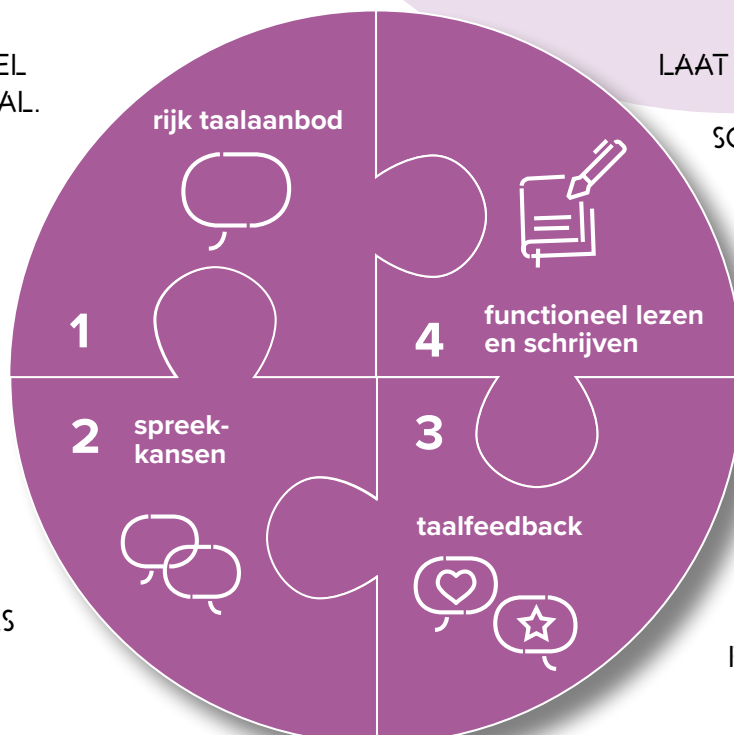 rijk taalaanbod
1
2
spreek-
kansen
3
taalfeedback
4
functioneel lezen
en schrijven
LAAT